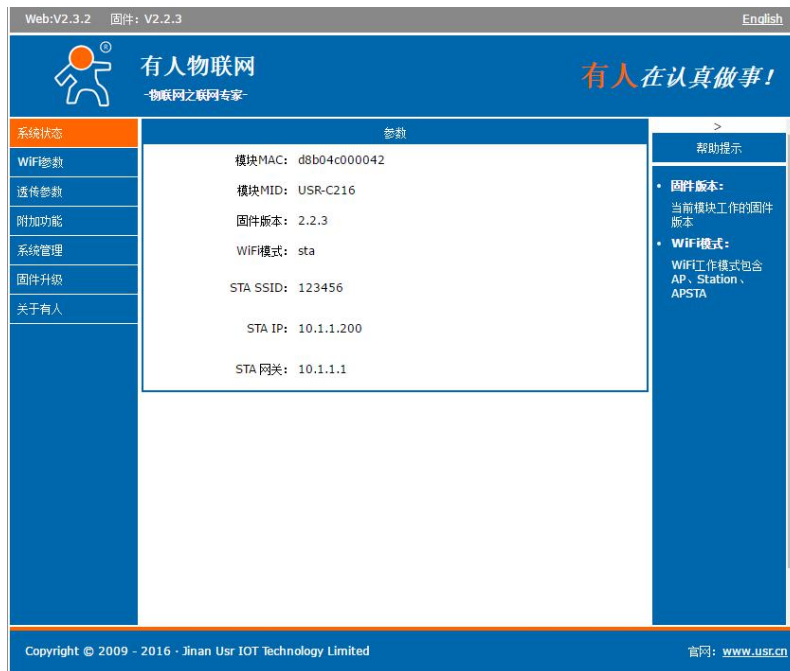 Web:V2.3.2 固件: V2.2.3 English
®
有人物联网
-物联网之联网专家-
有人在认真做事!
系统状态
WiFi参数
透传参数
附加功能
系统管理
固件升级
关于有人
参数
模块MAC: d8b04c000042
模块MID: USR-C216
固件版本: 2.2.3
WiFi模式: sta
STA SSID: 123456
STA IP: 10.1.1.200
STA 网关: 10.1.1.1
>
帮助提示
• 固件版本:
当前模块工作的固件
版本
• WiFi模式:
WiFi工作模式包含
AP、Station、
APSTA
Copyright © 2009 - 2016 · Jinan Usr IOT Technology Limited 官网: www.usr.cn